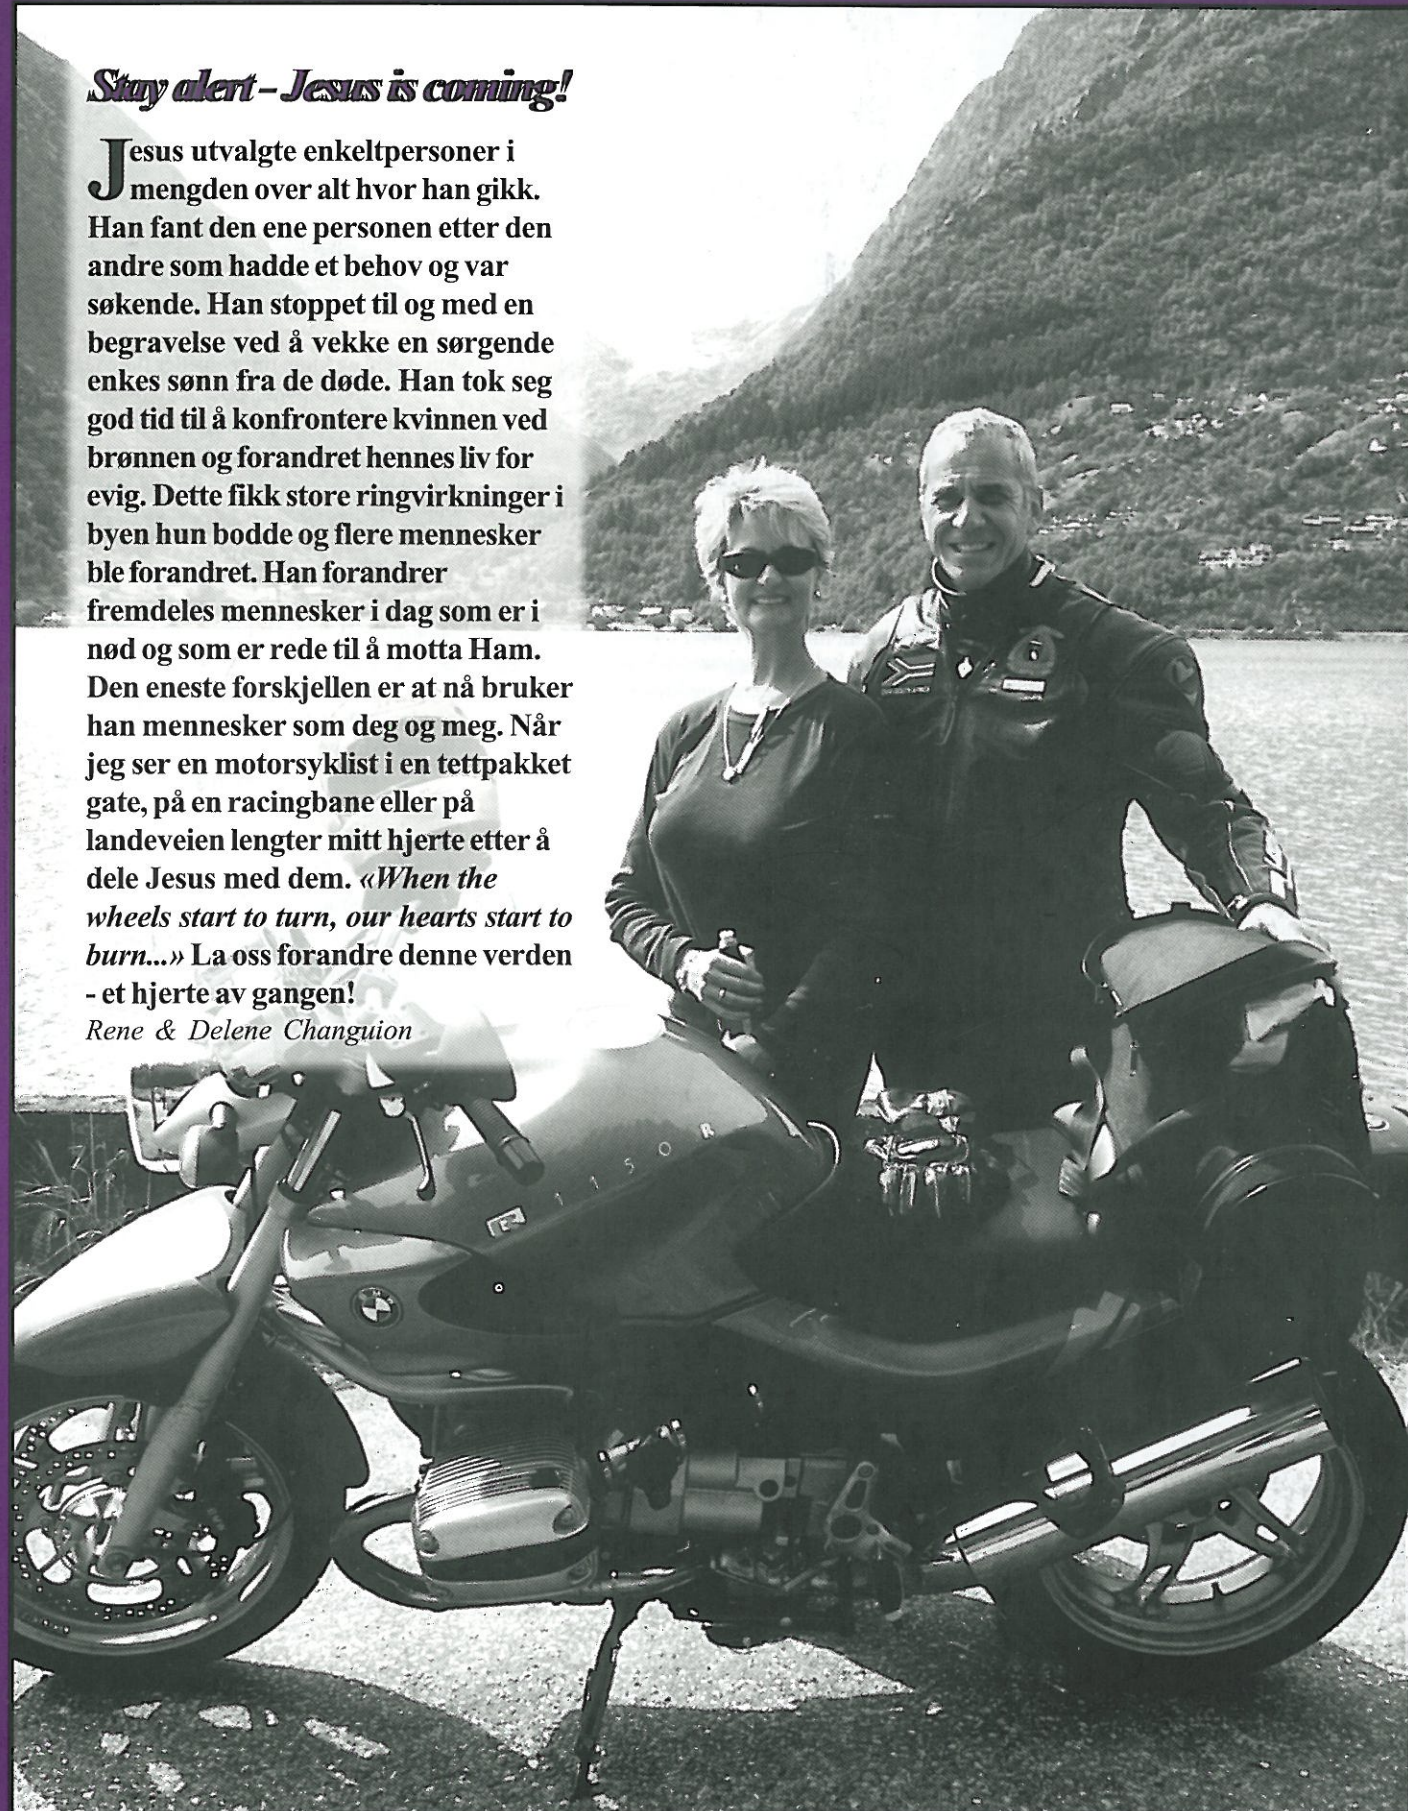 Stay alert - Jesus is coming!
Jesus utvalgte enkeltpersoner i
mengden over alt hvor han gikk.
Han fant den ene personen etter den
andre som hadde et behov og var
søkende. Han stoppet til og med en
begravelse ved å vekke en sørgende
enkes sønn fra de døde. Han tok seg
god tid til å konfrontere kvinnen ved
brønnen og forandret hennes liv for
evig. Dette fikk store ringvirkninger i
byen hun bodde og flere mennesker
ble forandret. Han forandrer
fremdeles mennesker i dag som er i
nød og som er rede til å motta Ham.
Den eneste forskjellen er at nå bruker
han mennesker som deg og meg. Når
jeg ser en motorsyklist i en tettpakket
gate, på en racingbane eller på
landeveien lengter mitt hjerte etter å
dele Jesus med dem. «When the
wheels start to turn, our hearts start to
burn...» La oss forandre denne verden
- et hjerte av gangen!
Rene & Delene Changuion
R 1150R
BMW